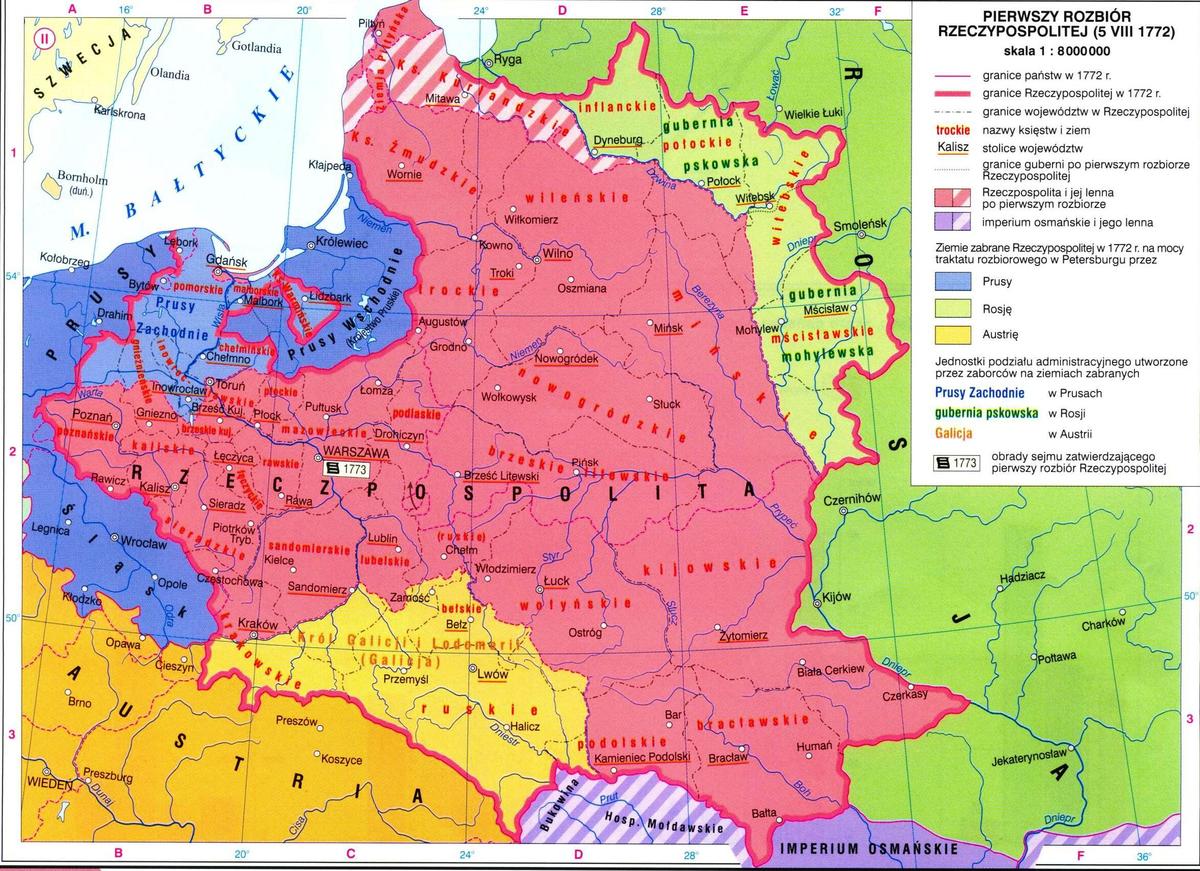 A
16°
B
20°
24°
D
28°
E
32°
F
II
SZWECJA
Karlskrona
Olandia
Gotlandia
Bornholm
(duń.)
M. BAŁTYCKIE
Piltyń
Ziemia Piltyńska
Ks. Kurlandzkie
Mitawa
Ryga
inflanckie
Dyneburg
gubernia
połockie
pskowska
Połock
Witebsk
witebskie
Łować
Wielkie Łuki
Dźwina
Smoleńsk
Dniepr
1
Kłajpeda
Ks. Żmudzkie
Wornie
wileńskie
Wiłkomierz
Kowno
Wilno
Troki
Oszmiana
trockie
Niemen
Królewiec
Lębork
Gdańsk
Kołobrzeg
54°
Bytów
pomorskie
malborskie
Malbork
Ks. Warmińskie
Lidzbark
Prusy Wschodnie
(Królestwo Pruskie)
PRUSY
Drahim
Prusy
Zachodnie
Wisła
chełmińskie
Chełmno
gnieźnieńskie
Inowrocław
Toruń
Augustów
Grodno
Niemen
Nowogródek
nowogródzkie
Mińsk
mińskie
Berezyna
Mohylew
gubernia
Mścisław
mścisławskie
mohylewska
Łomża
Wołkowysk
Słuck
Warta
Poznań
poznańskie
Gniezno
Brześć Kuj.
brzeskie kuj.
Płock
płockie
Pułtusk
mazowieckie
podlaskie
Drohiczyn
kaliskie
Łęczyca
łęczyckie
rawskie
WARSZAWA
1773
brzeskie litewskie
Brześć Litewski
Pińsk
2
RZECZPOSPOLITA
Rawicz
Kalisz
Sieradz
sieradzkie
Rawa
Piotrków
Tryb.
Legnica
Wrocław
Śląsk
Opole
Kłodzko
Odra
sandomierskie
Kielce
Sandomierz
Częstochowa
Lublin
lubelskie
(ruskie)
Chełm
Zamość
Włodzimierz
Styr
Łuck
wołyńskie
Ostróg
Słucz
kijowskie
Prypeć
Czernihów
Kijów
Żytomierz
Hadziacz
Charków
Połtawa
2
50°
50°
Opawa
Cieszyn
Kraków
krakowskie
bełskie
Bełz
Król. Galicji i Lodomerii
(Galicja)
Lwów
Przemyśl
ruskie
Halicz
Dniestr
Biała Cerkiew
Dniepr
Czerkasy
Bar
bracławskie
podolskie
Kamieniec Podolski
Bracław
Humań
Boh
Bałta
Jekaterynosław
Dniepr
3
3
AUSTRIA
Brno
Preszów
Koszyce
WIEDEŃ
Preszburg
Dunaj
Cisa
Bukowina
Prut
Hosp. Mołdawskie
IMPERIUM OSMAŃSKIE
ROSJA
B
20°
C
24°
D
28°
F
36°
PIERWSZY ROZBIÓR
RZECZYPOSPOLITEJ (5 VIII 1772)
skala 1 : 8 000 000
granice państw w 1772 r.
granice Rzeczypospolitej w 1772 r.
granice województw w Rzeczypospolitej
trockie nazwy księstw i ziem
Kalisz stolice województw
granice guberni po pierwszym rozbiorze
Rzeczypospolitej
Rzeczpospolita i jej lenna
po pierwszym rozbiorze
imperium osmańskie i jego lenna
Ziemie zabrane Rzeczypospolitej w 1772 r. na mocy
traktatu rozbiorowego w Petersburgu przez
Prusy
Rosję
Austrię
Jednostki podziału administracyjnego utworzone
przez zaborców na ziemiach zabranych
Prusy Zachodnie w Prusach
gubernia pskowska w Rosji
Galicja w Austrii
1773 obrady sejmu zatwierdzającego
pierwszy rozbiór Rzeczypospolitej